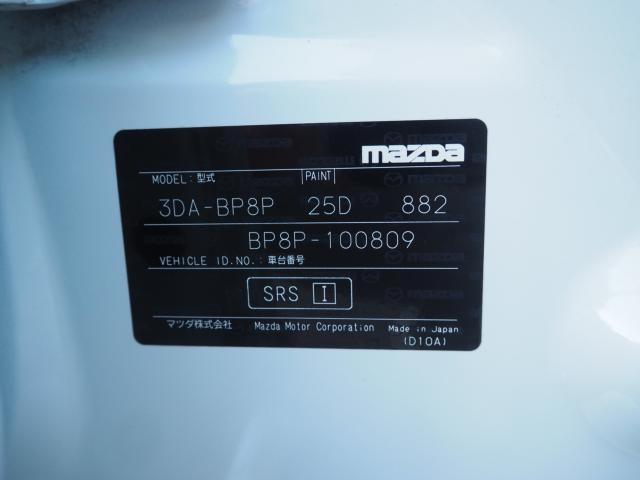 mazda
MODEL:型式 PAINT
3DA-BP8P 25D 882
BP8P-100809
VEHICLE ID.NO.:車台番号
SRS I
マツダ株式会社 Mazda Motor Corporation Made in Japan
(D10A)